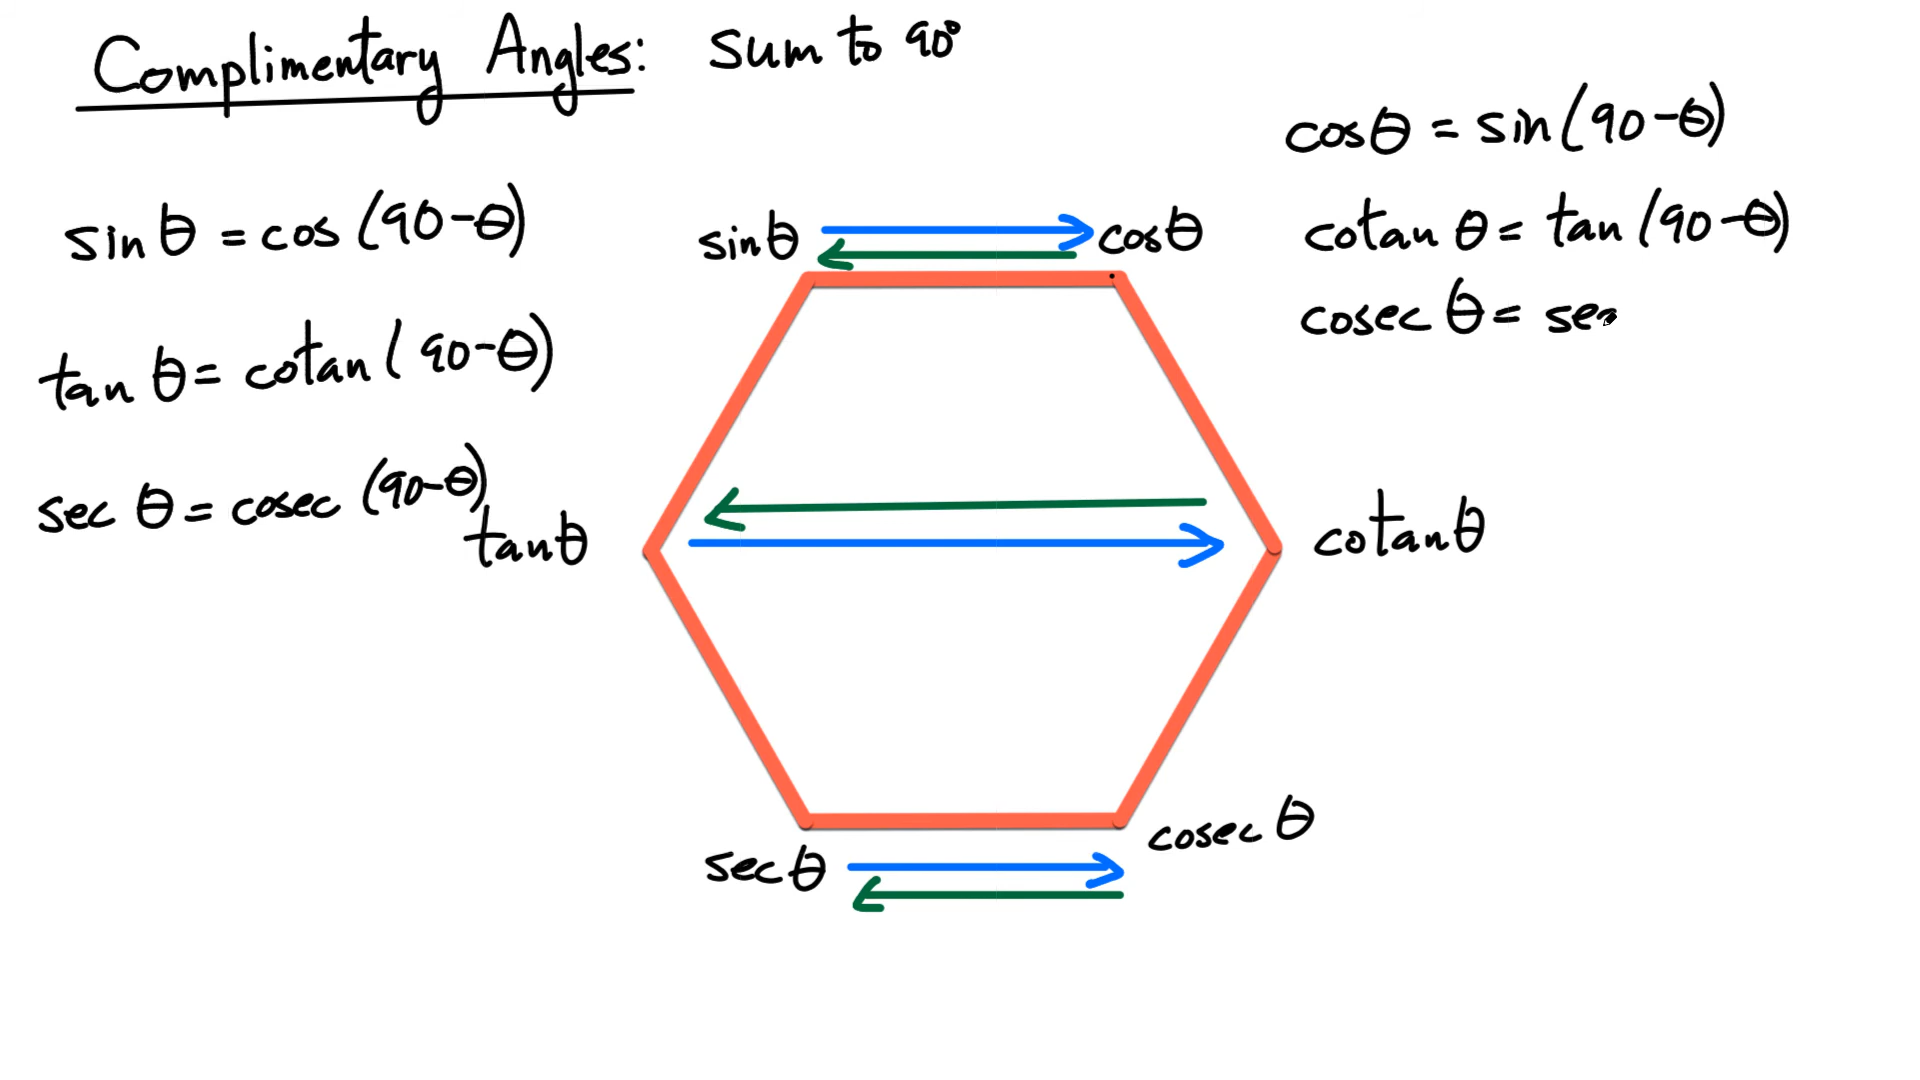 Complimentary Angles: sum to 90°
cosθ = sin(90-θ)
sin θ = cos (90-θ)
sinθ cosθ
cotan θ = tan (90-θ)
cosec θ = sec
tan θ = cotan (90-θ)
sec θ = cosec (90-θ)
tanθ cotanθ
secθ cosec θ